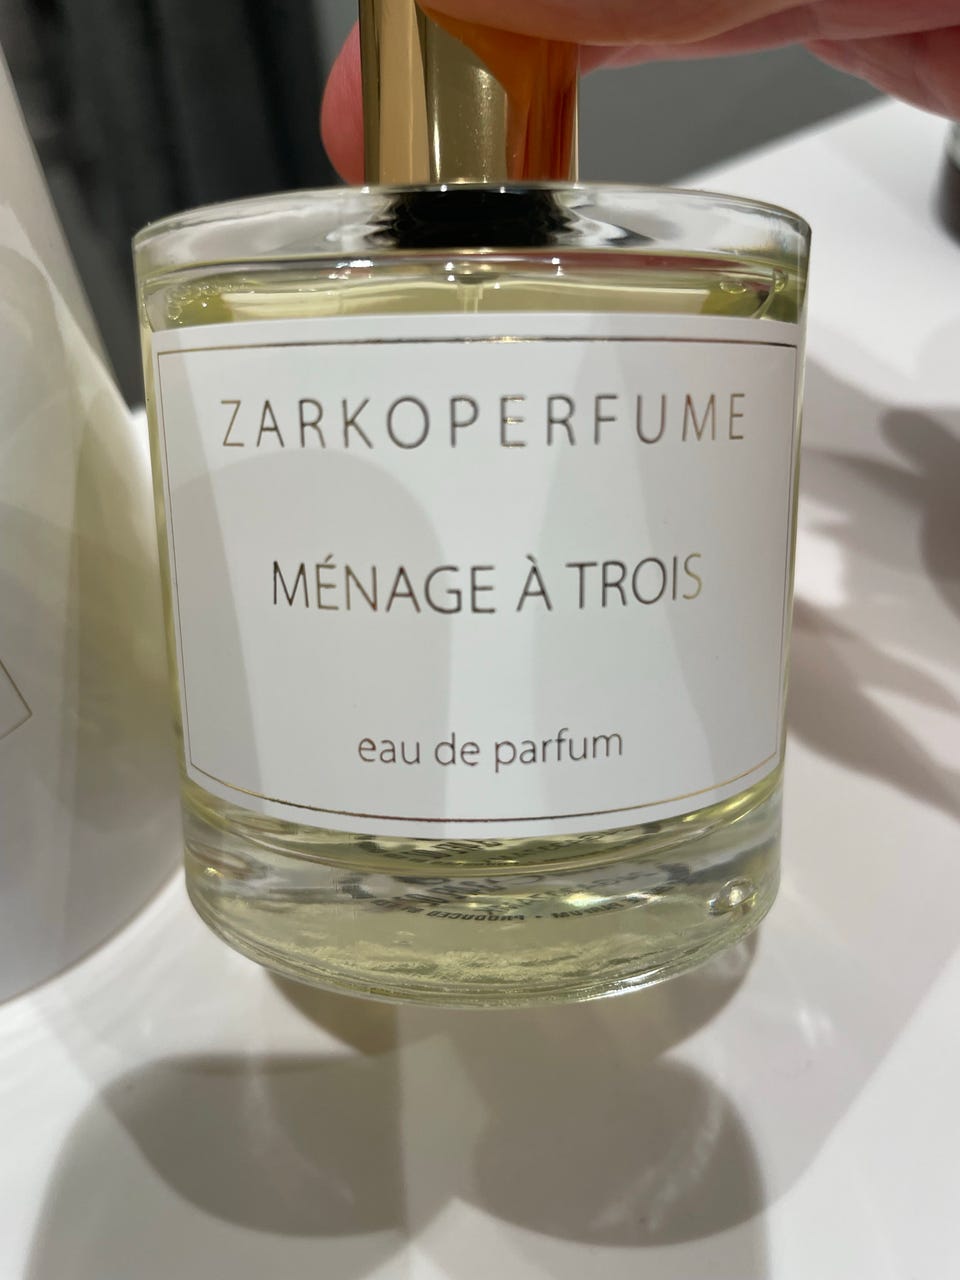 ZARKOPERFUME
MÉNAGE À TROIS
eau de parfum